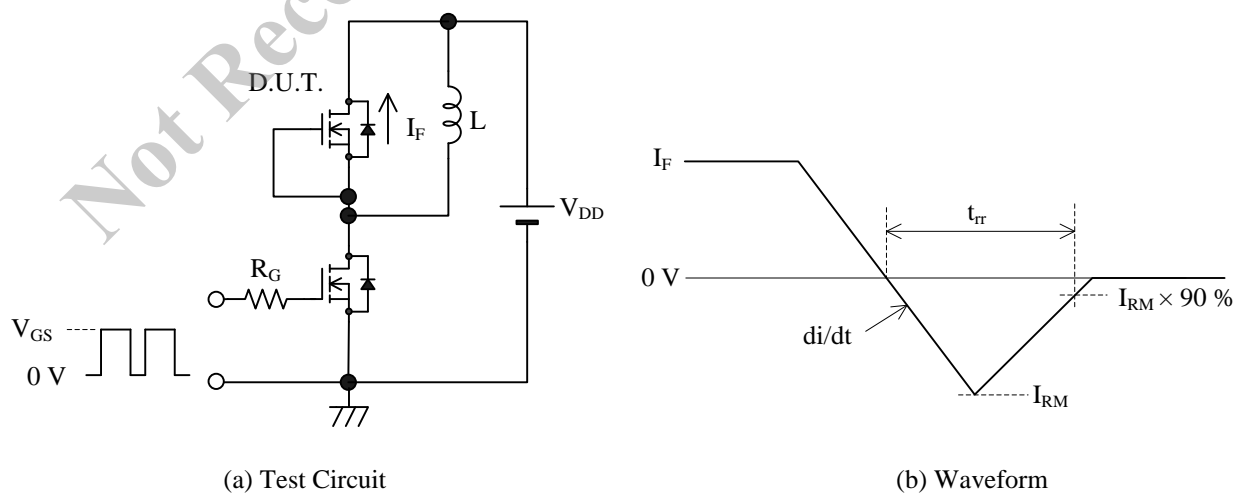 Not Rec
D.U.T.
I_F
L
V_DD
R_G
V_GS
0 V
(a) Test Circuit
I_F
t_rr
0 V
I_RM × 90 %
di/dt
I_RM
(b) Waveform